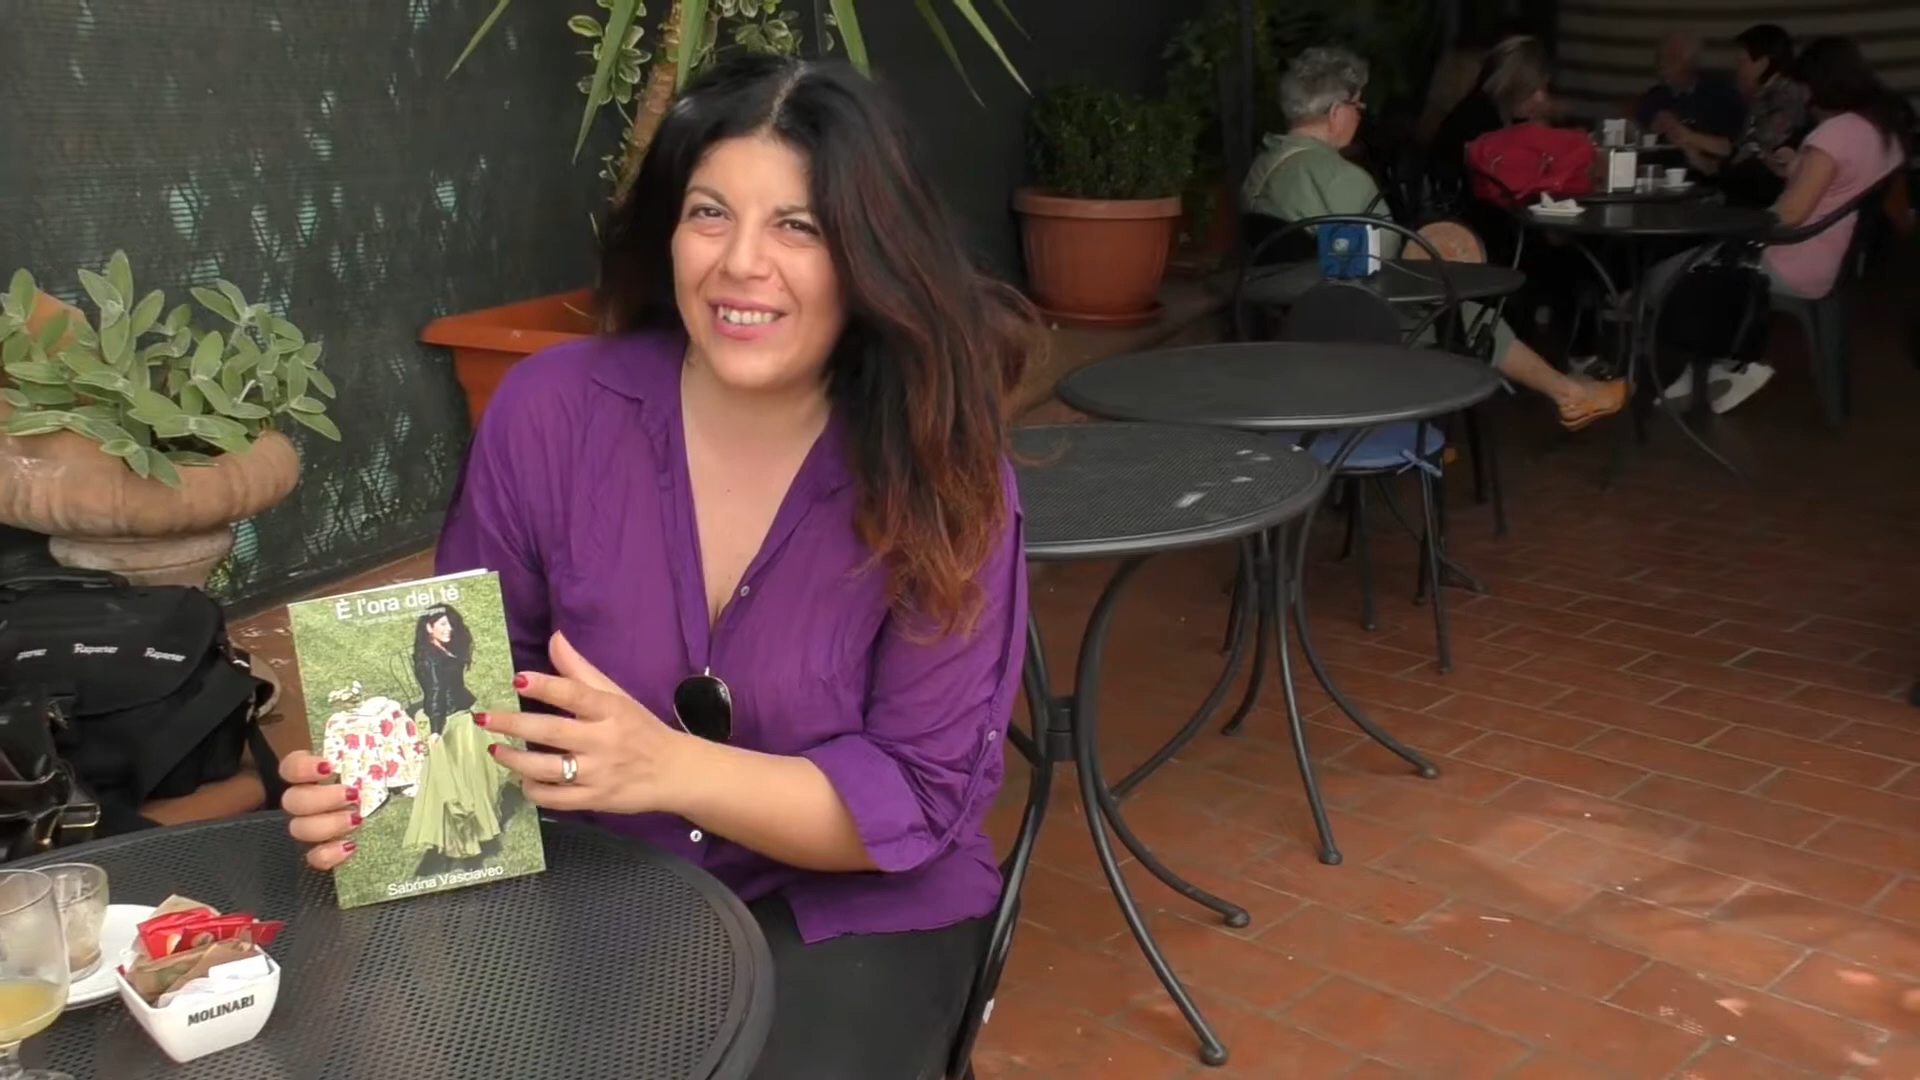 È l'ora del tè
Sabrina Vasciaveo
Reporter
Reporter
MOLINARI